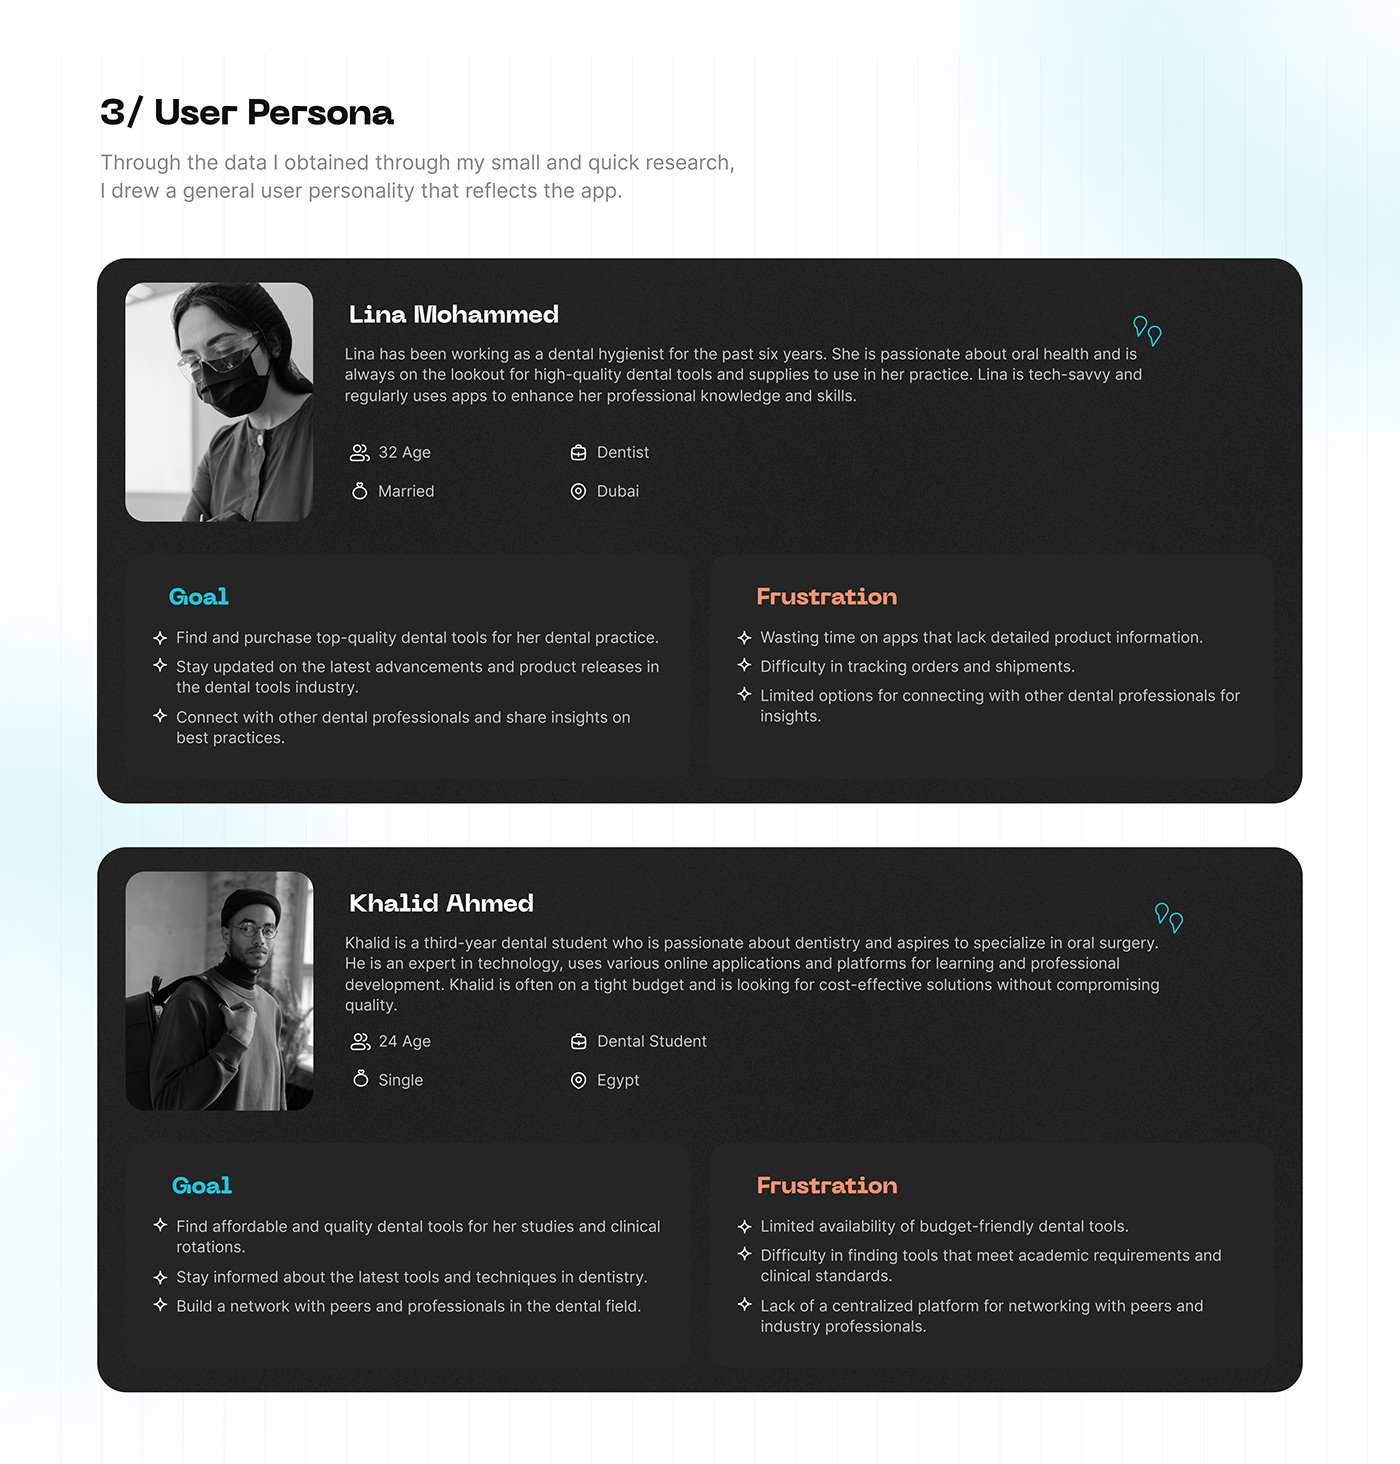 3/ User Persona
Through the data I obtained through my small and quick research,
I drew a general user personality that reflects the app.
Lina Mohammed
Lina has been working as a dental hygienist for the past six years. She is passionate about oral health and is
always on the lookout for high-quality dental tools and supplies to use in her practice. Lina is tech-savvy and
regularly uses apps to enhance her professional knowledge and skills.
32 Age
Dentist
Married
Dubai
Goal
Find and purchase top-quality dental tools for her dental practice.
Stay updated on the latest advancements and product releases in
the dental tools industry.
Connect with other dental professionals and share insights on
best practices.
Frustration
Wasting time on apps that lack detailed product information.
Difficulty in tracking orders and shipments.
Limited options for connecting with other dental professionals for
insights.
Khalid Ahmed
Khalid is a third-year dental student who is passionate about dentistry and aspires to specialize in oral surgery.
He is an expert in technology, uses various online applications and platforms for learning and professional
development. Khalid is often on a tight budget and is looking for cost-effective solutions without compromising
quality.
24 Age
Dental Student
Single
Egypt
Goal
Find affordable and quality dental tools for her studies and clinical
rotations.
Stay informed about the latest tools and techniques in dentistry.
Build a network with peers and professionals in the dental field.
Frustration
Limited availability of budget-friendly dental tools.
Difficulty in finding tools that meet academic requirements and
clinical standards.
Lack of a centralized platform for networking with peers and
industry professionals.